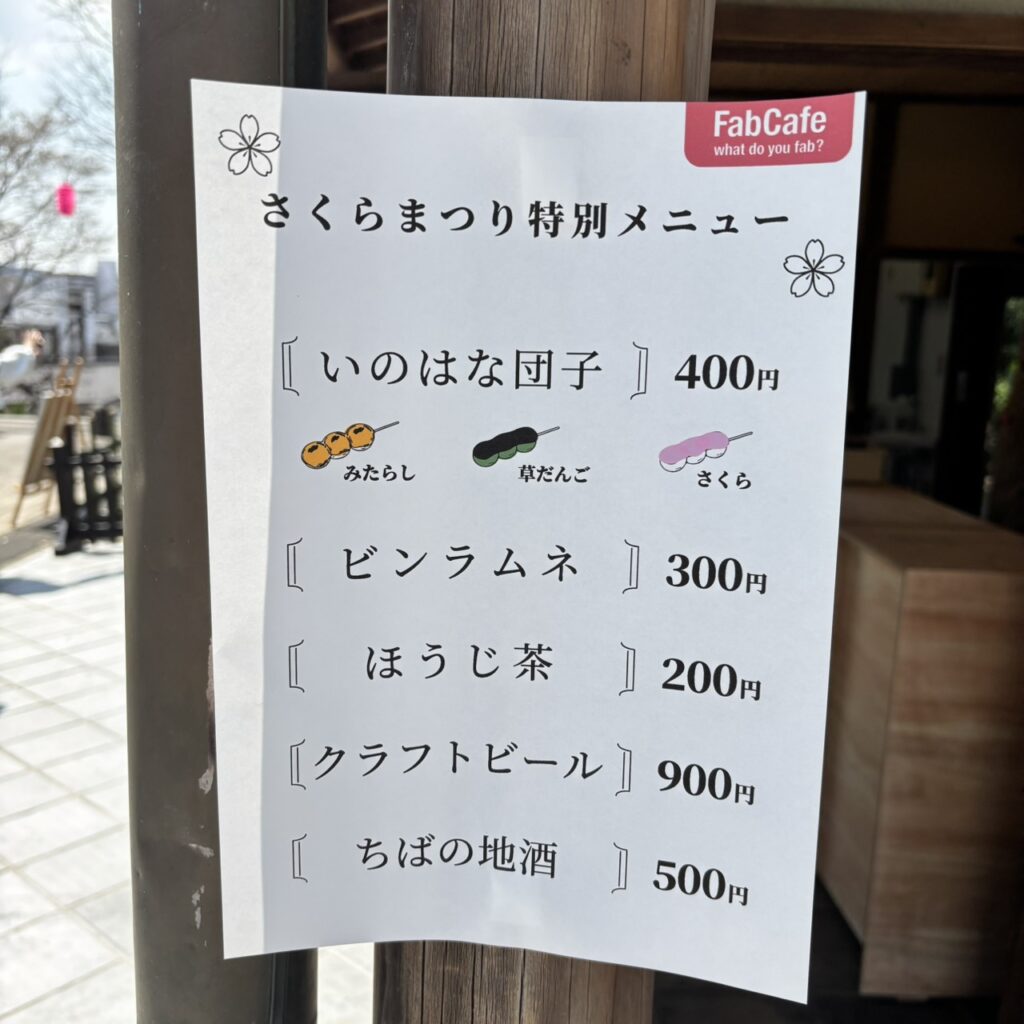 FabCafe
what do you fab?
さくらまつり特別メニュー
〘いのはな団子〙400円
みたらし 草だんご さくら
〘ビンラムネ〙300円
〘ほうじ茶〙200円
〘クラフトビール〙900円
〘ちばの地酒〙500円